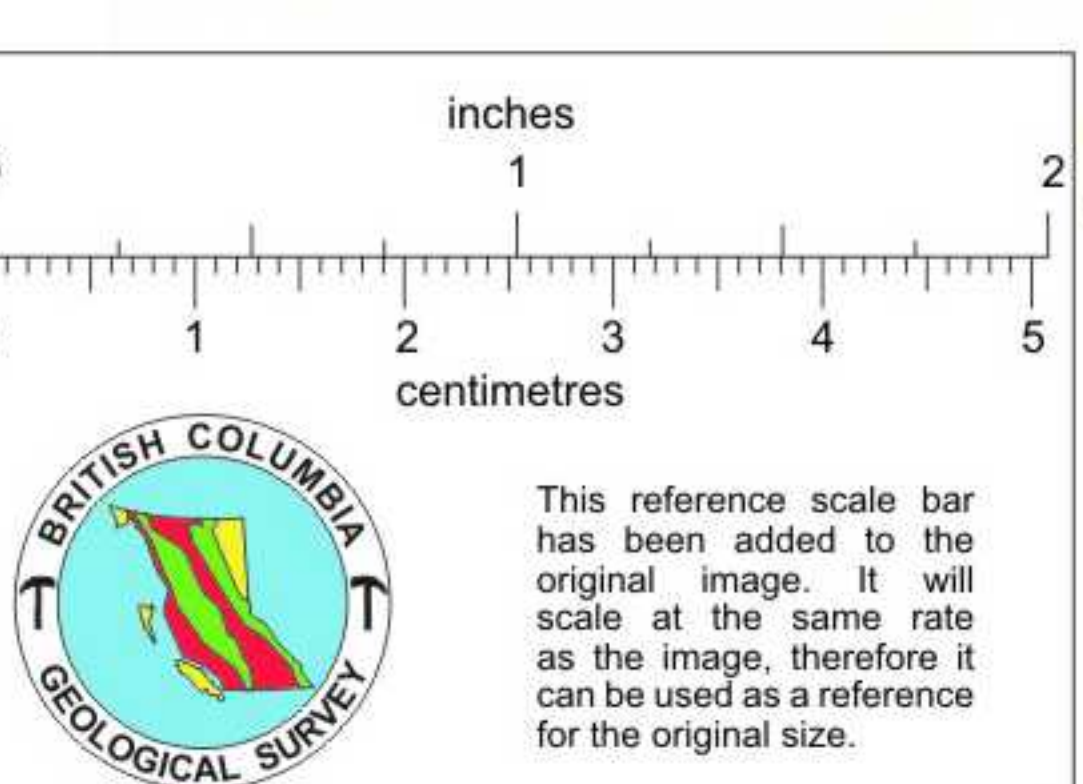 inches
1 2
1 2 3 4 5
centimetres
BRITISH COLUMBIA
GEOLOGICAL SURVEY
This reference scale bar
has been added to the
original image. It will
scale at the same rate
as the image, therefore it
can be used as a reference
for the original size.